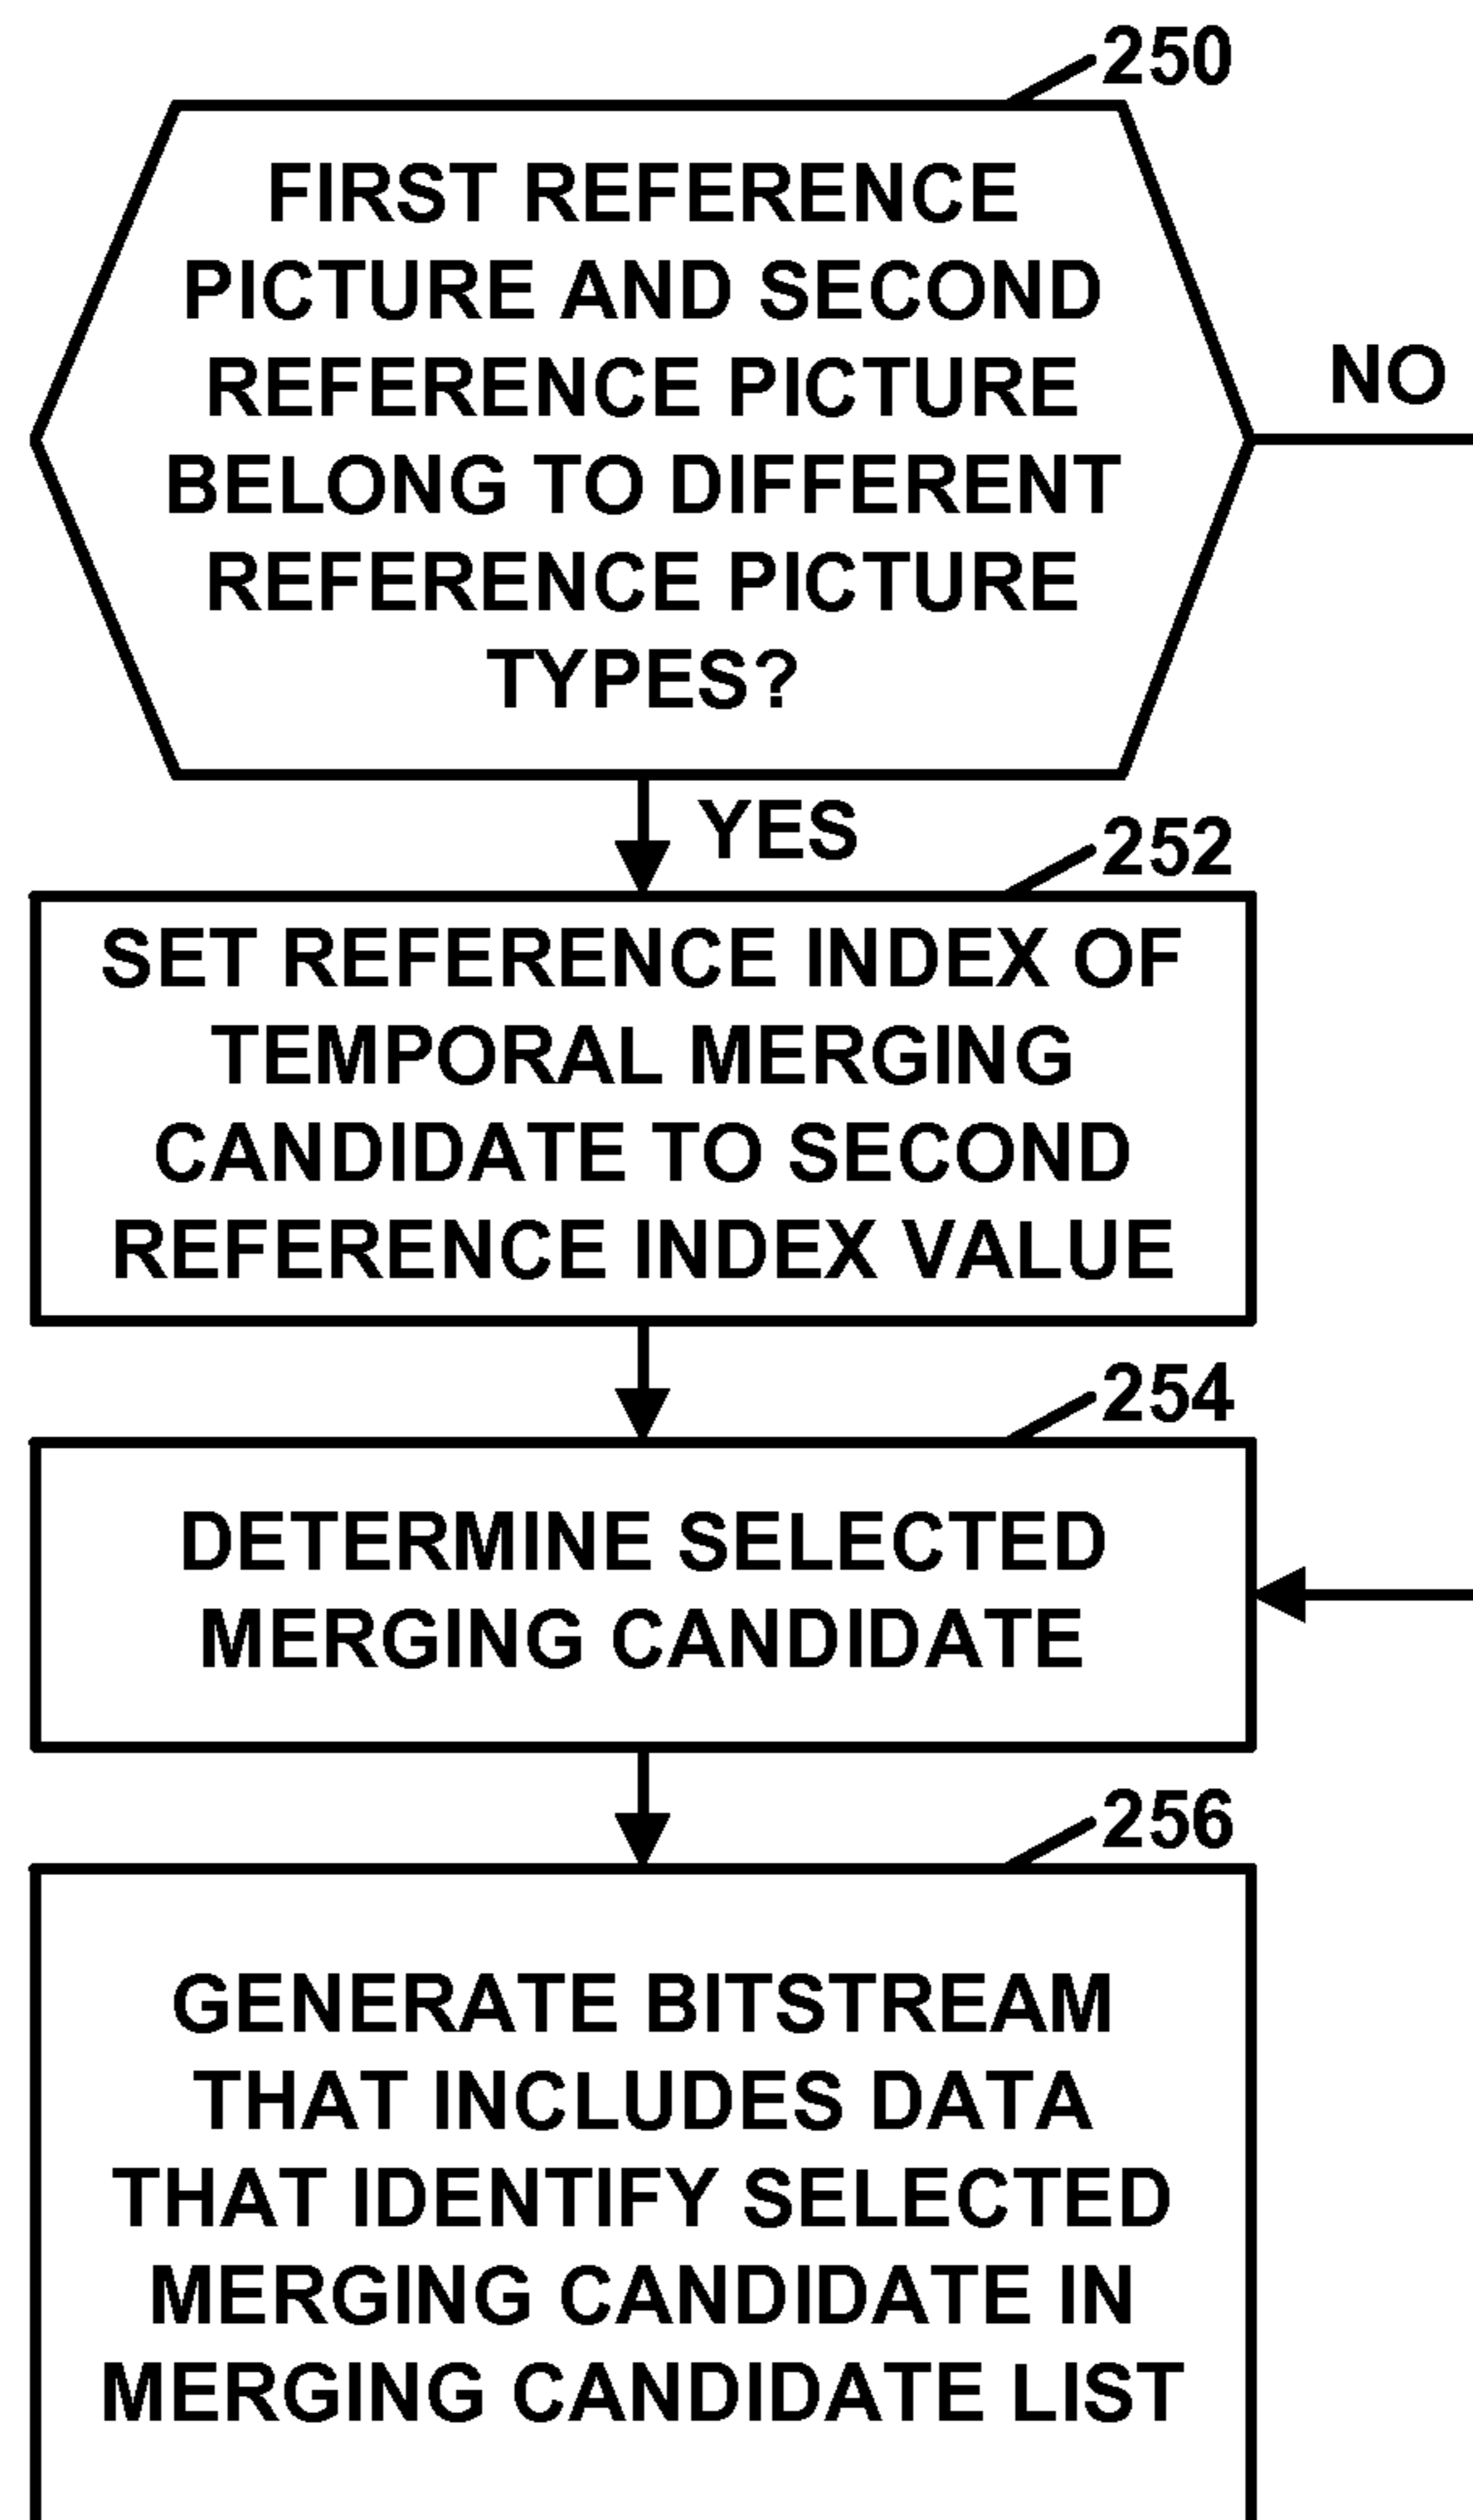 250
FIRST REFERENCE
PICTURE AND SECOND
REFERENCE PICTURE
BELONG TO DIFFERENT
REFERENCE PICTURE
TYPES?
NO
YES
252
SET REFERENCE INDEX OF
TEMPORAL MERGING
CANDIDATE TO SECOND
REFERENCE INDEX VALUE
254
DETERMINE SELECTED
MERGING CANDIDATE
256
GENERATE BITSTREAM
THAT INCLUDES DATA
THAT IDENTIFY SELECTED
MERGING CANDIDATE IN
MERGING CANDIDATE LIST